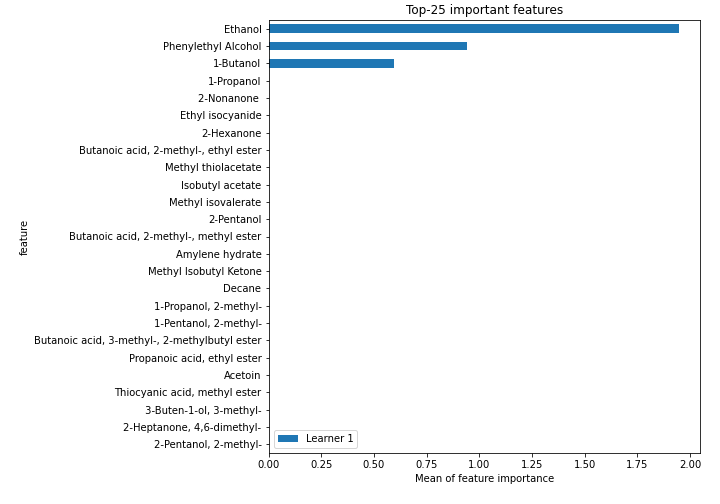 Top-25 important features
Ethanol
Phenylethyl Alcohol
1-Butanol
1-Propanol
2-Nonanone
Ethyl isocyanide
2-Hexanone
Butanoic acid, 2-methyl-, ethyl ester
Methyl thiolacetate
Isobutyl acetate
Methyl isovalerate
2-Pentanol
Butanoic acid, 2-methyl-, methyl ester
Amylene hydrate
Methyl Isobutyl Ketone
Decane
1-Propanol, 2-methyl-
1-Pentanol, 2-methyl-
Butanoic acid, 3-methyl-, 2-methylbutyl ester
Propanoic acid, ethyl ester
Acetoin
Thiocyanic acid, methyl ester
3-Buten-1-ol, 3-methyl-
2-Heptanone, 4,6-dimethyl-
2-Pentanol, 2-methyl-
feature
Learner 1
0.00 0.25 0.50 0.75 1.00 1.25 1.50 1.75 2.00
Mean of feature importance